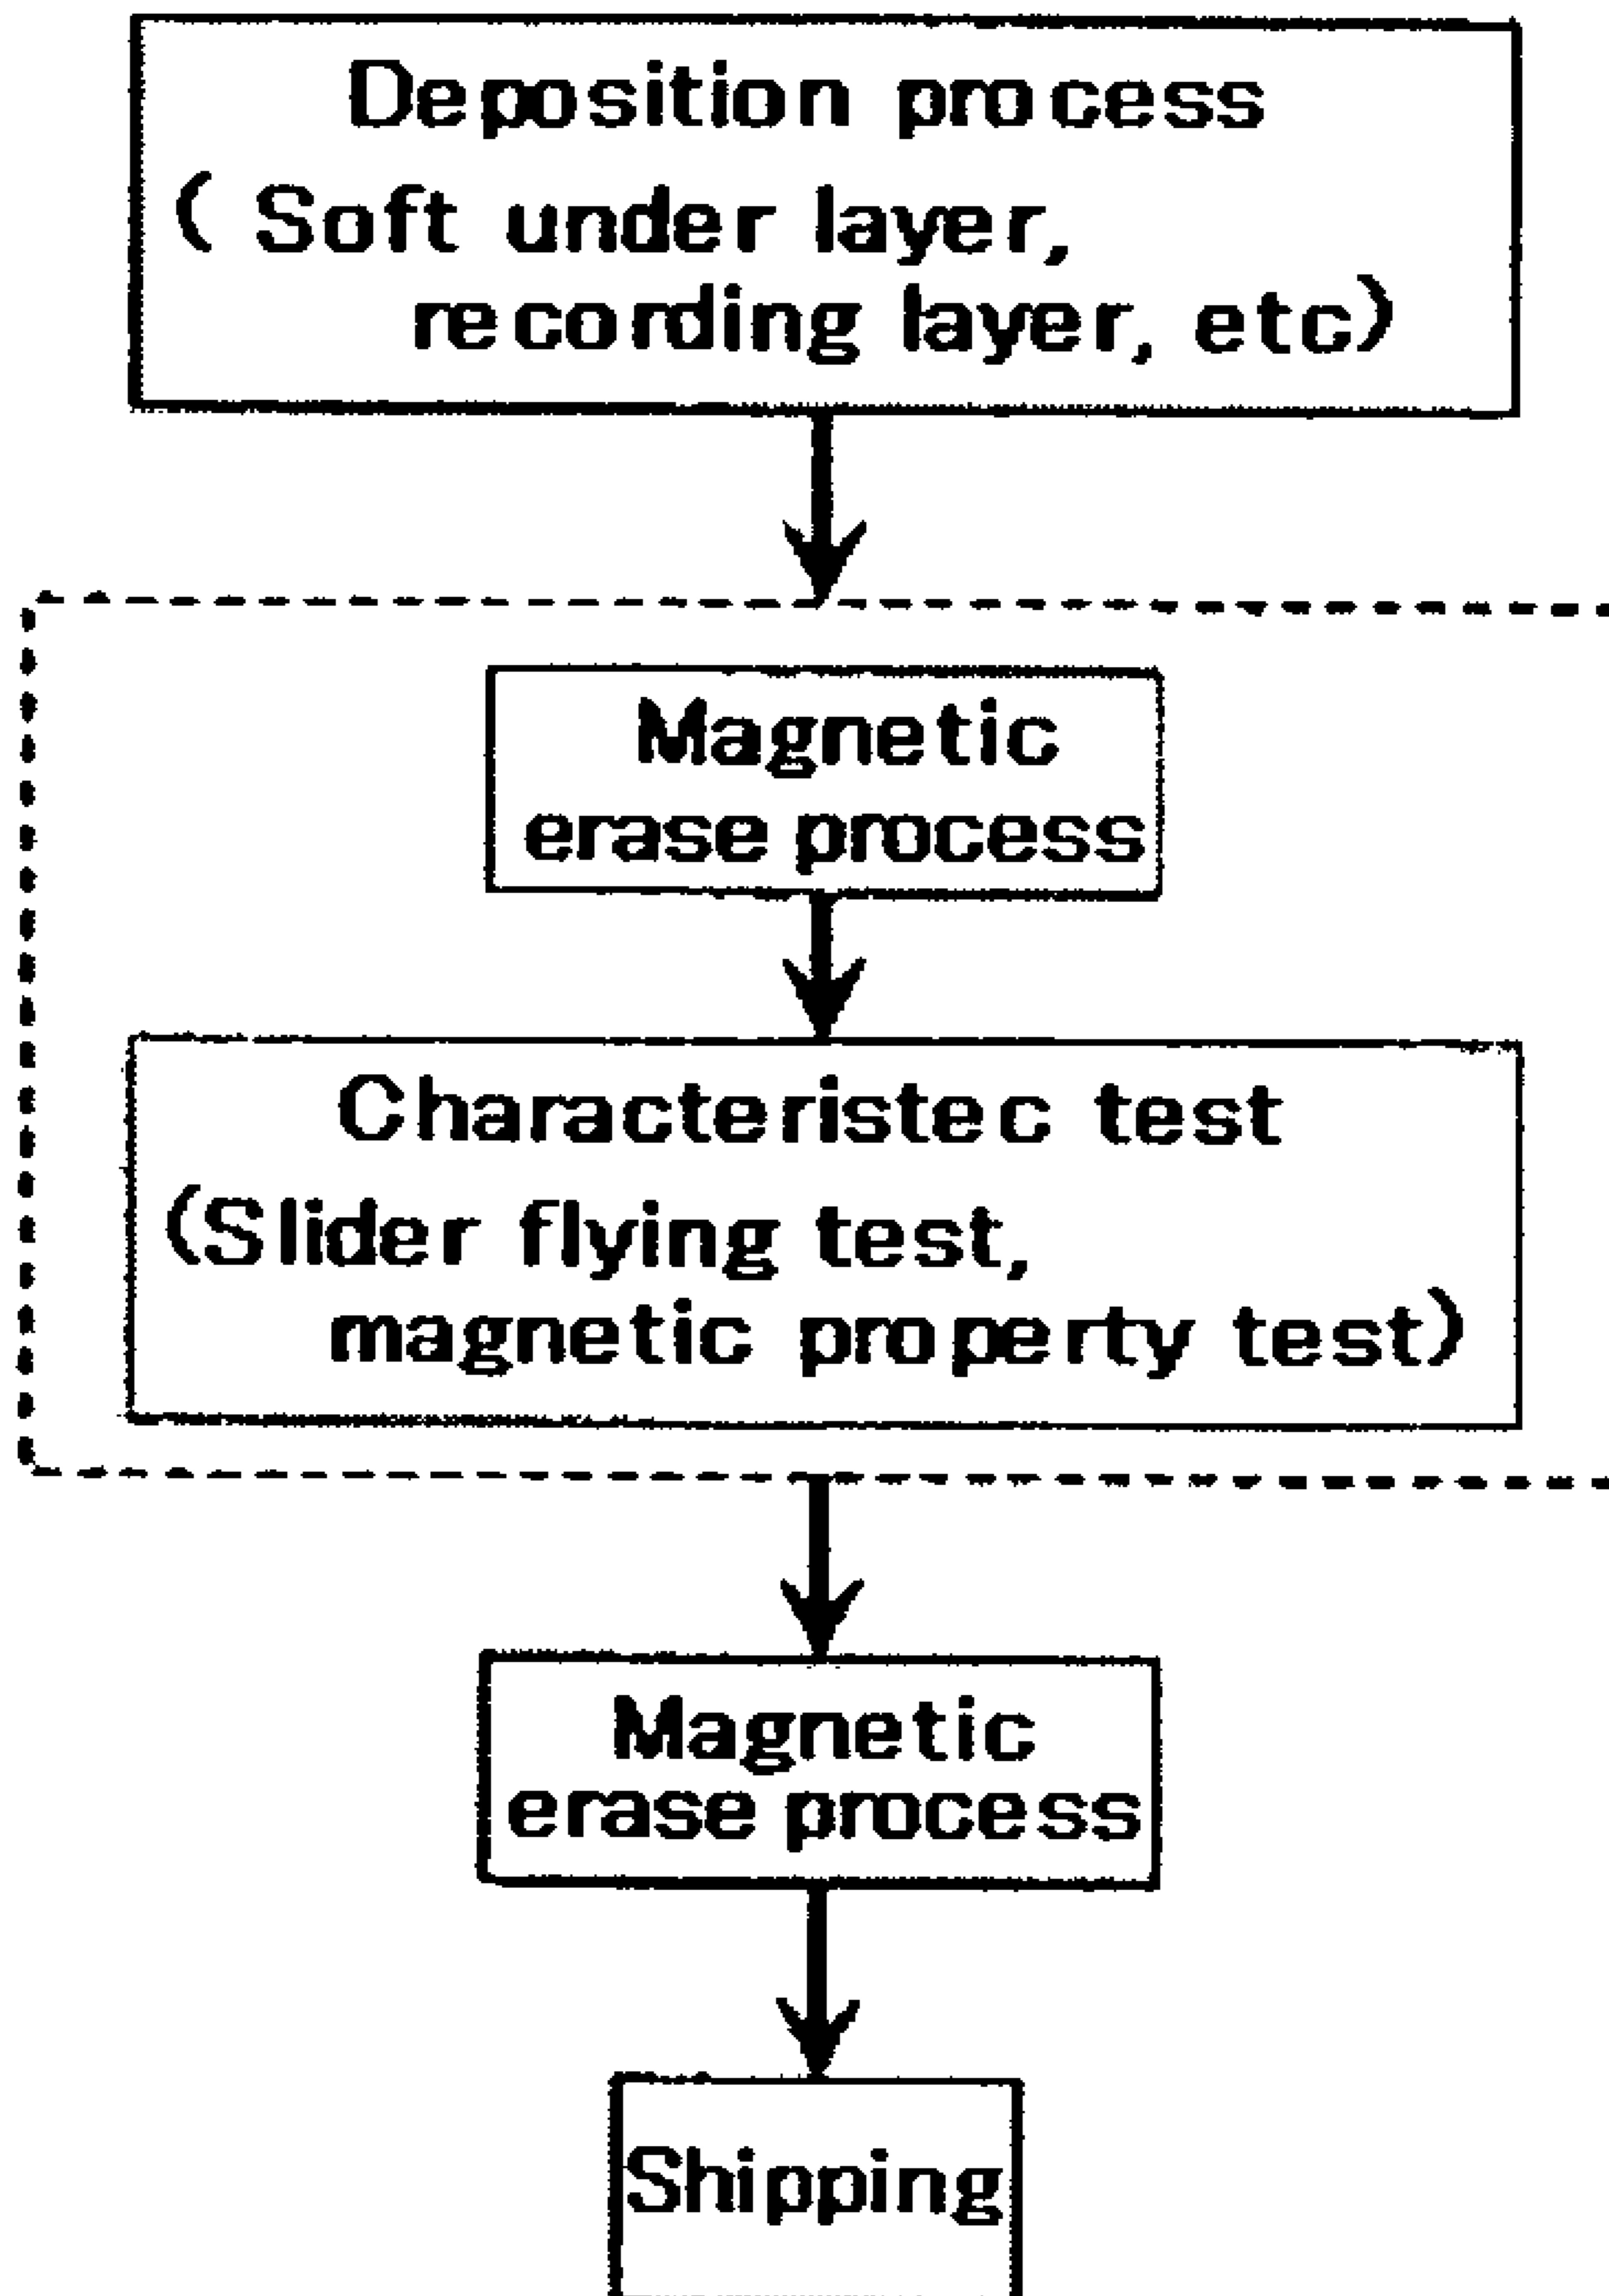 Deposition process
( Soft under layer,
recording layer, etc)
Magnetic
erase process
Characteristec test
(Slider flying test,
magnetic property test)
Magnetic
erase process
Shipping